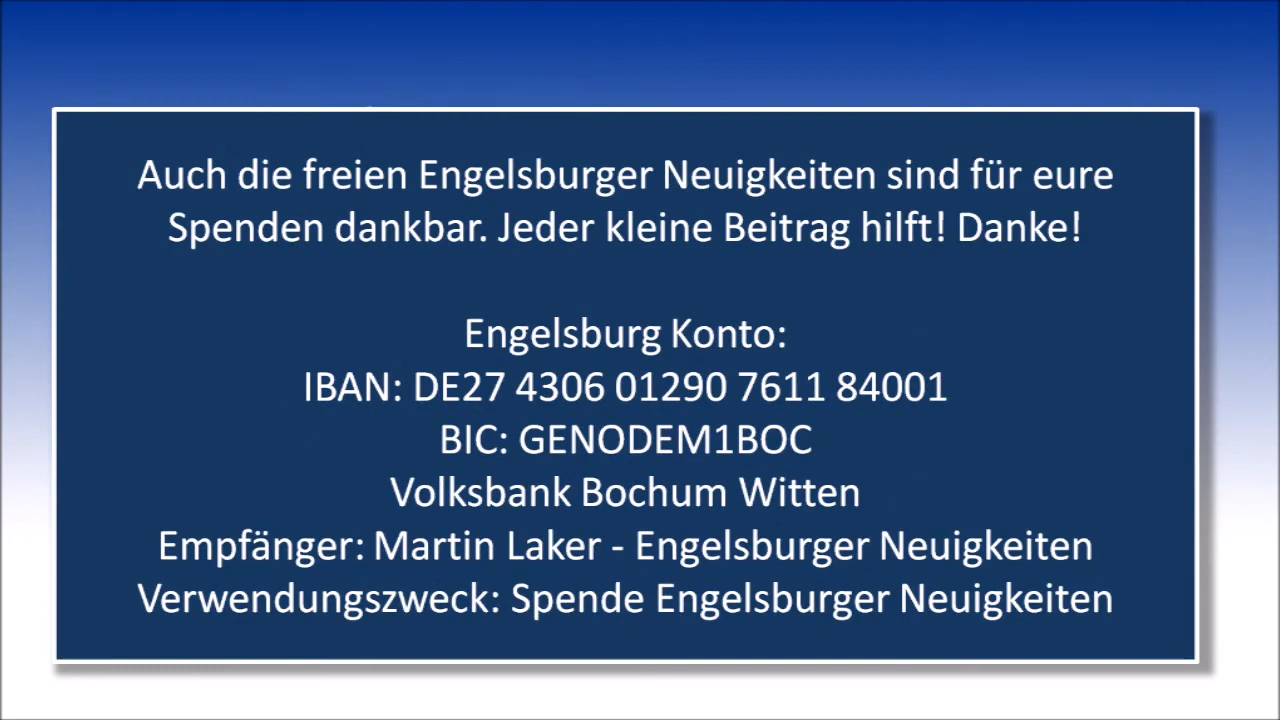 Auch die freien Engelsburger Neuigkeiten sind für eure
Spenden dankbar. Jeder kleine Beitrag hilft! Danke!
Engelsburg Konto:
IBAN: DE27 4306 01290 7611 84001
BIC: GENODEM1BOC
Volksbank Bochum Witten
Empfänger: Martin Laker - Engelsburger Neuigkeiten
Verwendungszweck: Spende Engelsburger Neuigkeiten